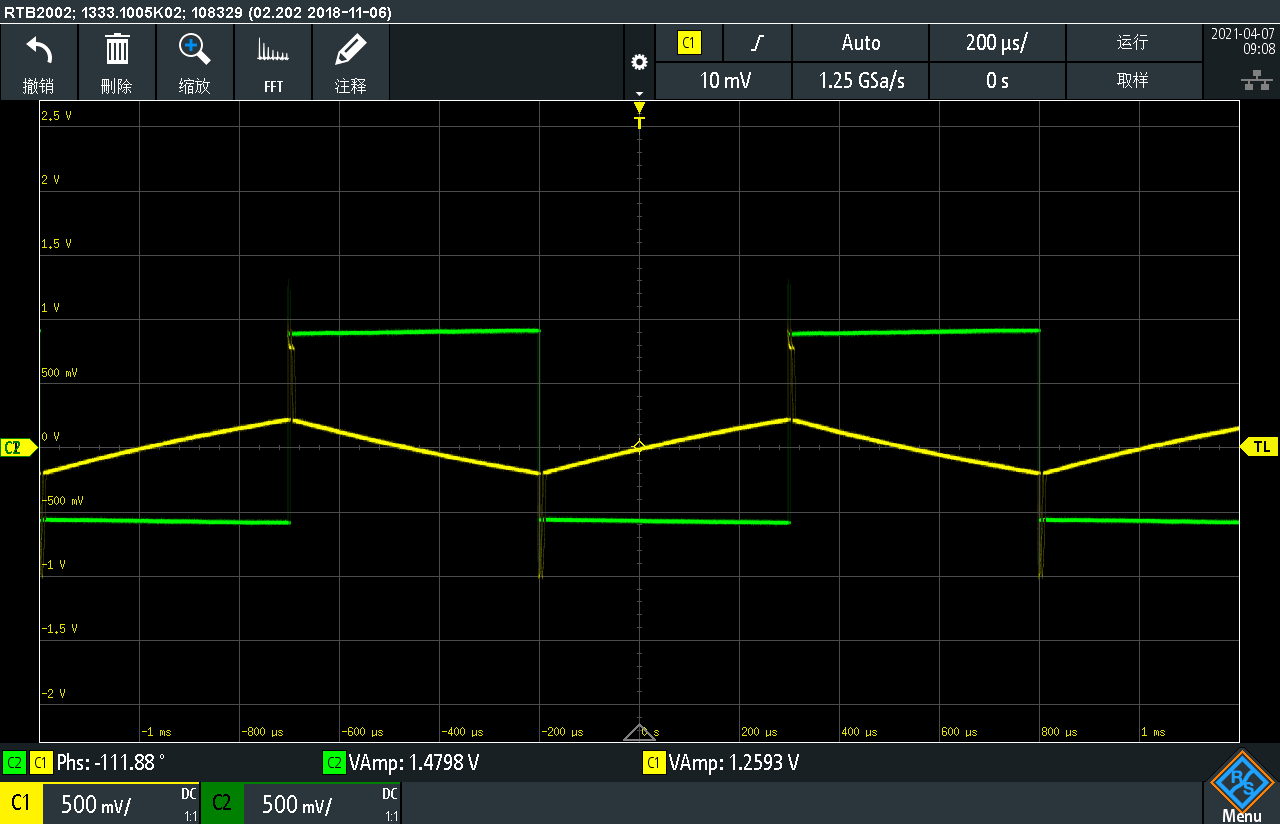 RTB2002; 1333.1005K02; 108329 (02.202 2018-11-06)
撤销
删除
缩放
FFT
注释
C1
Auto
200 µs/
运行
10 mV
1.25 GSa/s
0 s
取样
2021-04-07
09:08
T
2.5 V
2 V
1.5 V
1 V
500 mV
0 V
-500 mV
-1 V
-1.5 V
-2 V
TL
-1 ms
-800 µs
-600 µs
-400 µs
-200 µs
0 s
200 µs
400 µs
600 µs
800 µs
1 ms
C2 C1 Phs: -111.88 °
C2 VAmp: 1.4798 V
C1 VAmp: 1.2593 V
C1 500 mV/ DC 1:1
C2 500 mV/ DC 1:1
R&S
Menu